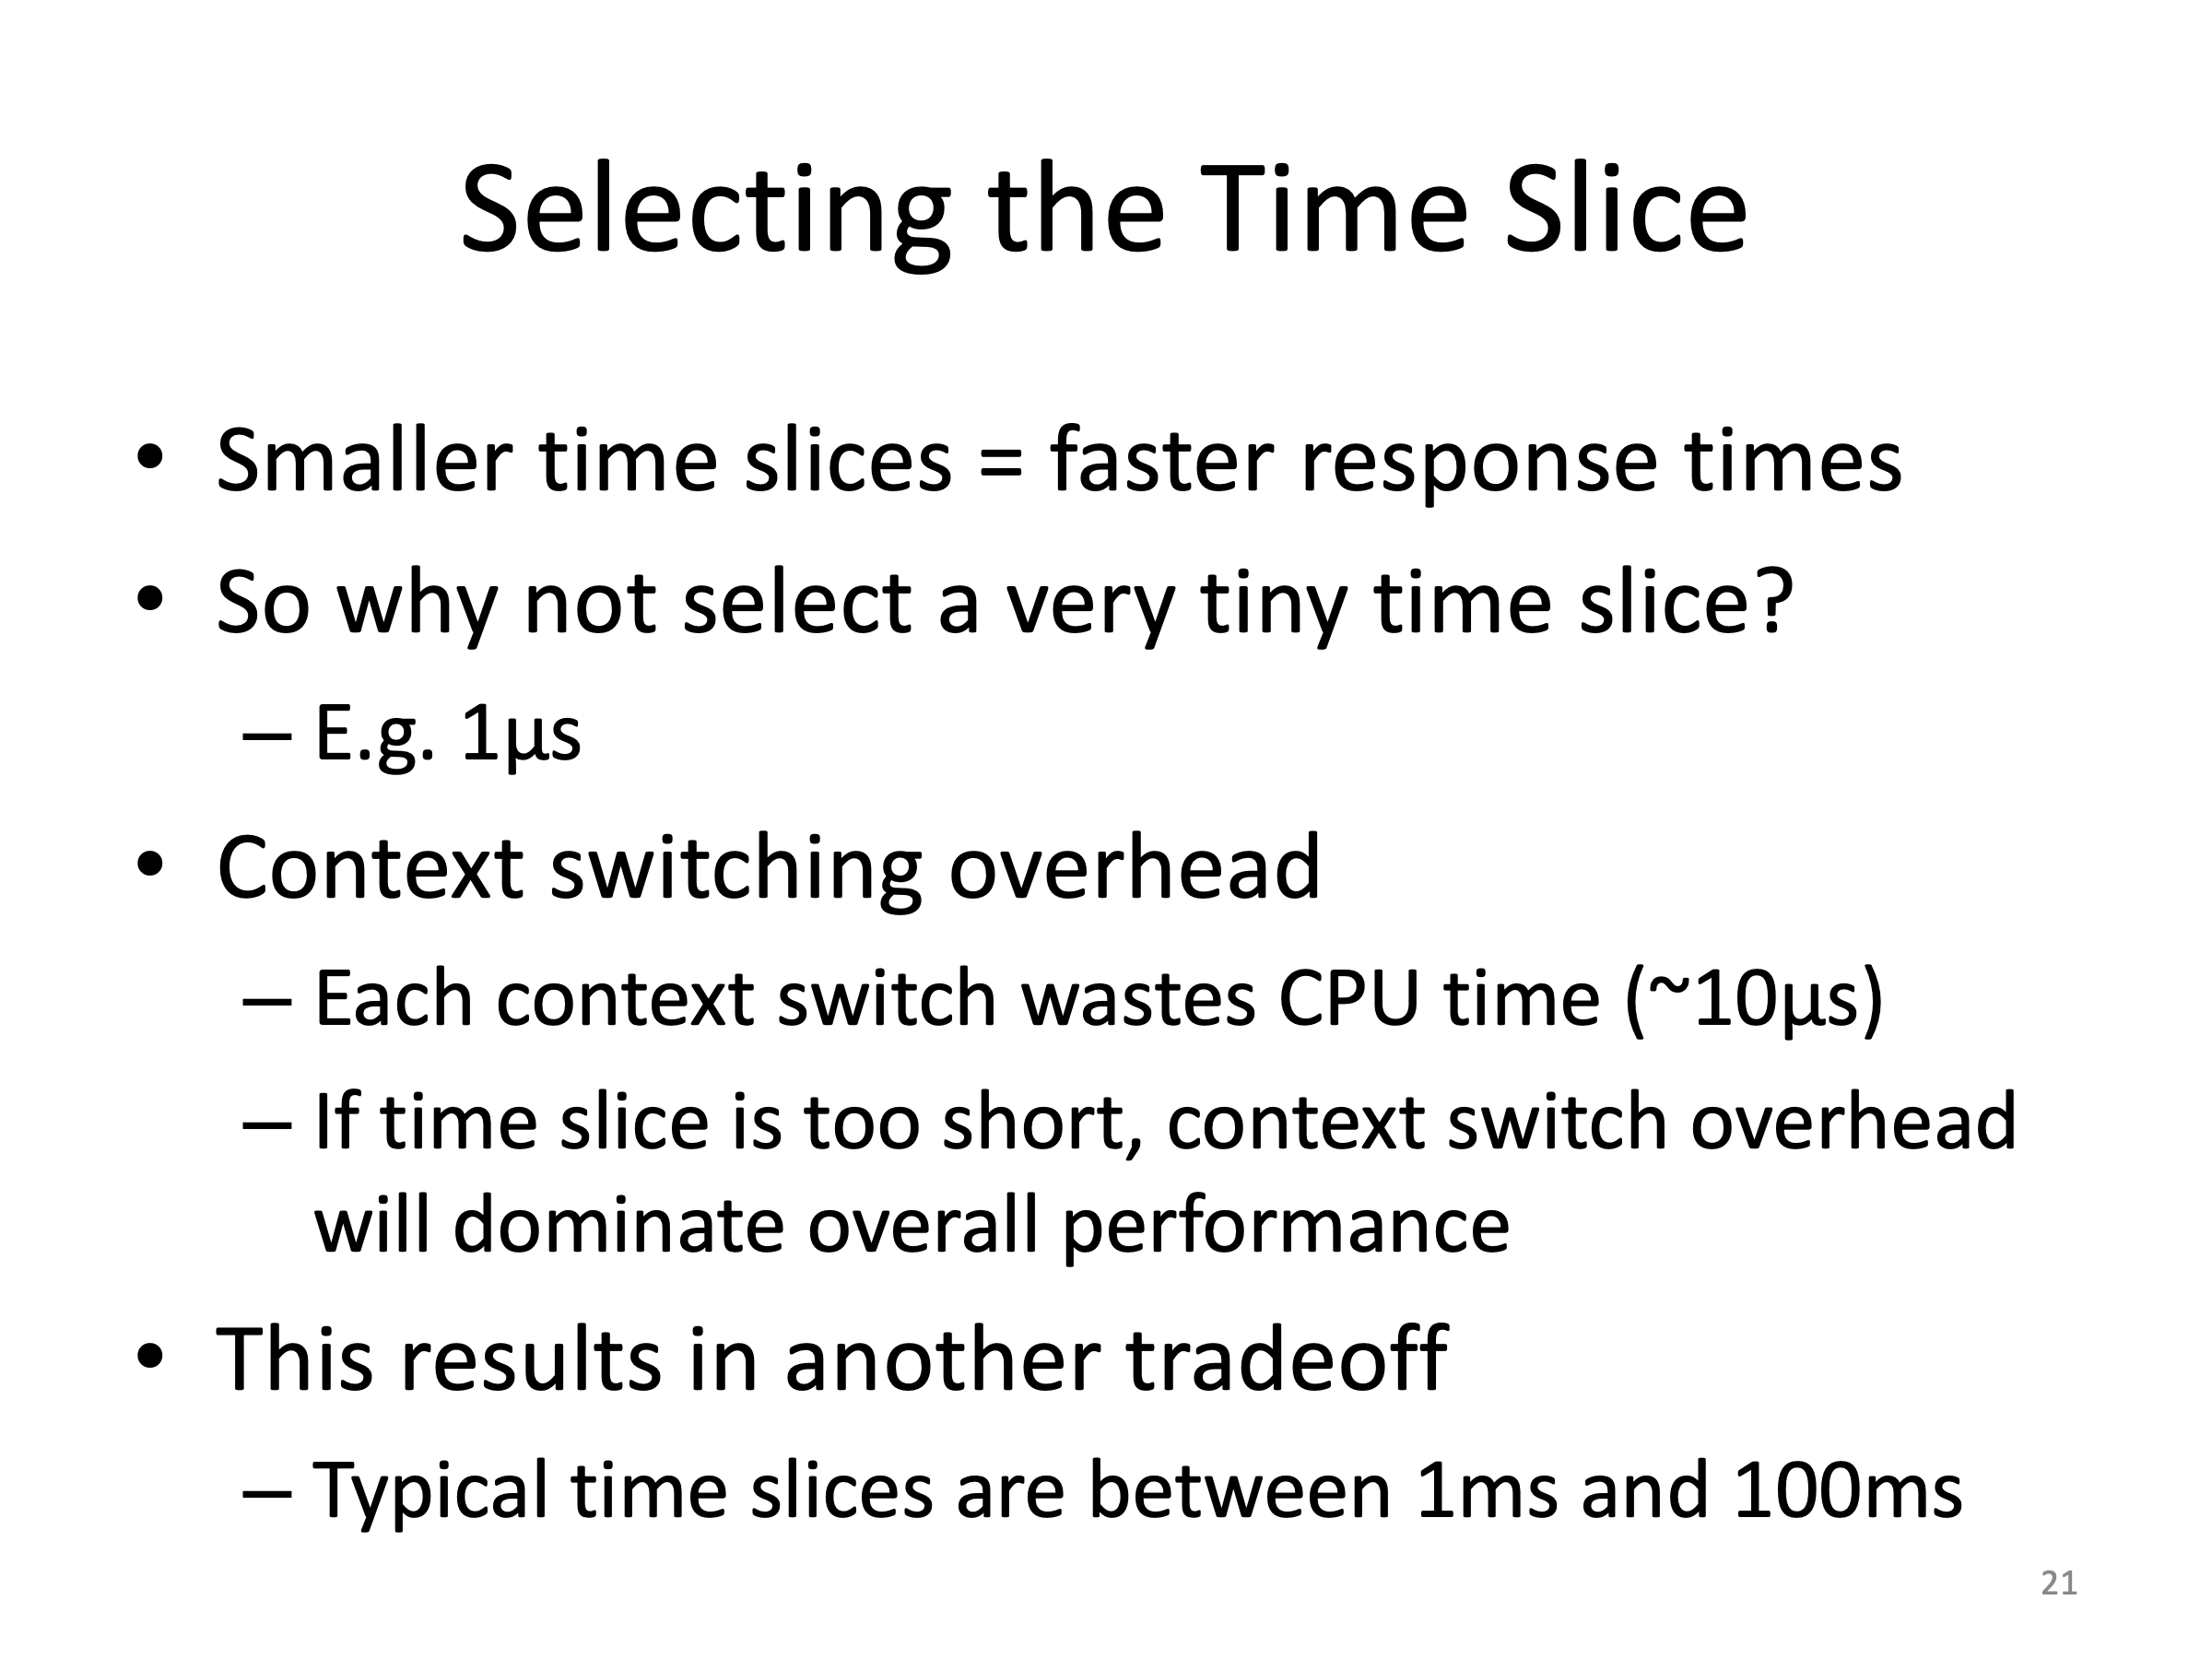 Selecting the Time Slice
• Smaller time slices = faster response times
• So why not select a very tiny time slice?
– E.g. 1µs
• Context switching overhead
– Each context switch wastes CPU time (~10µs)
– If time slice is too short, context switch overhead
will dominate overall performance
• This results in another tradeoff
– Typical time slices are between 1ms and 100ms
21